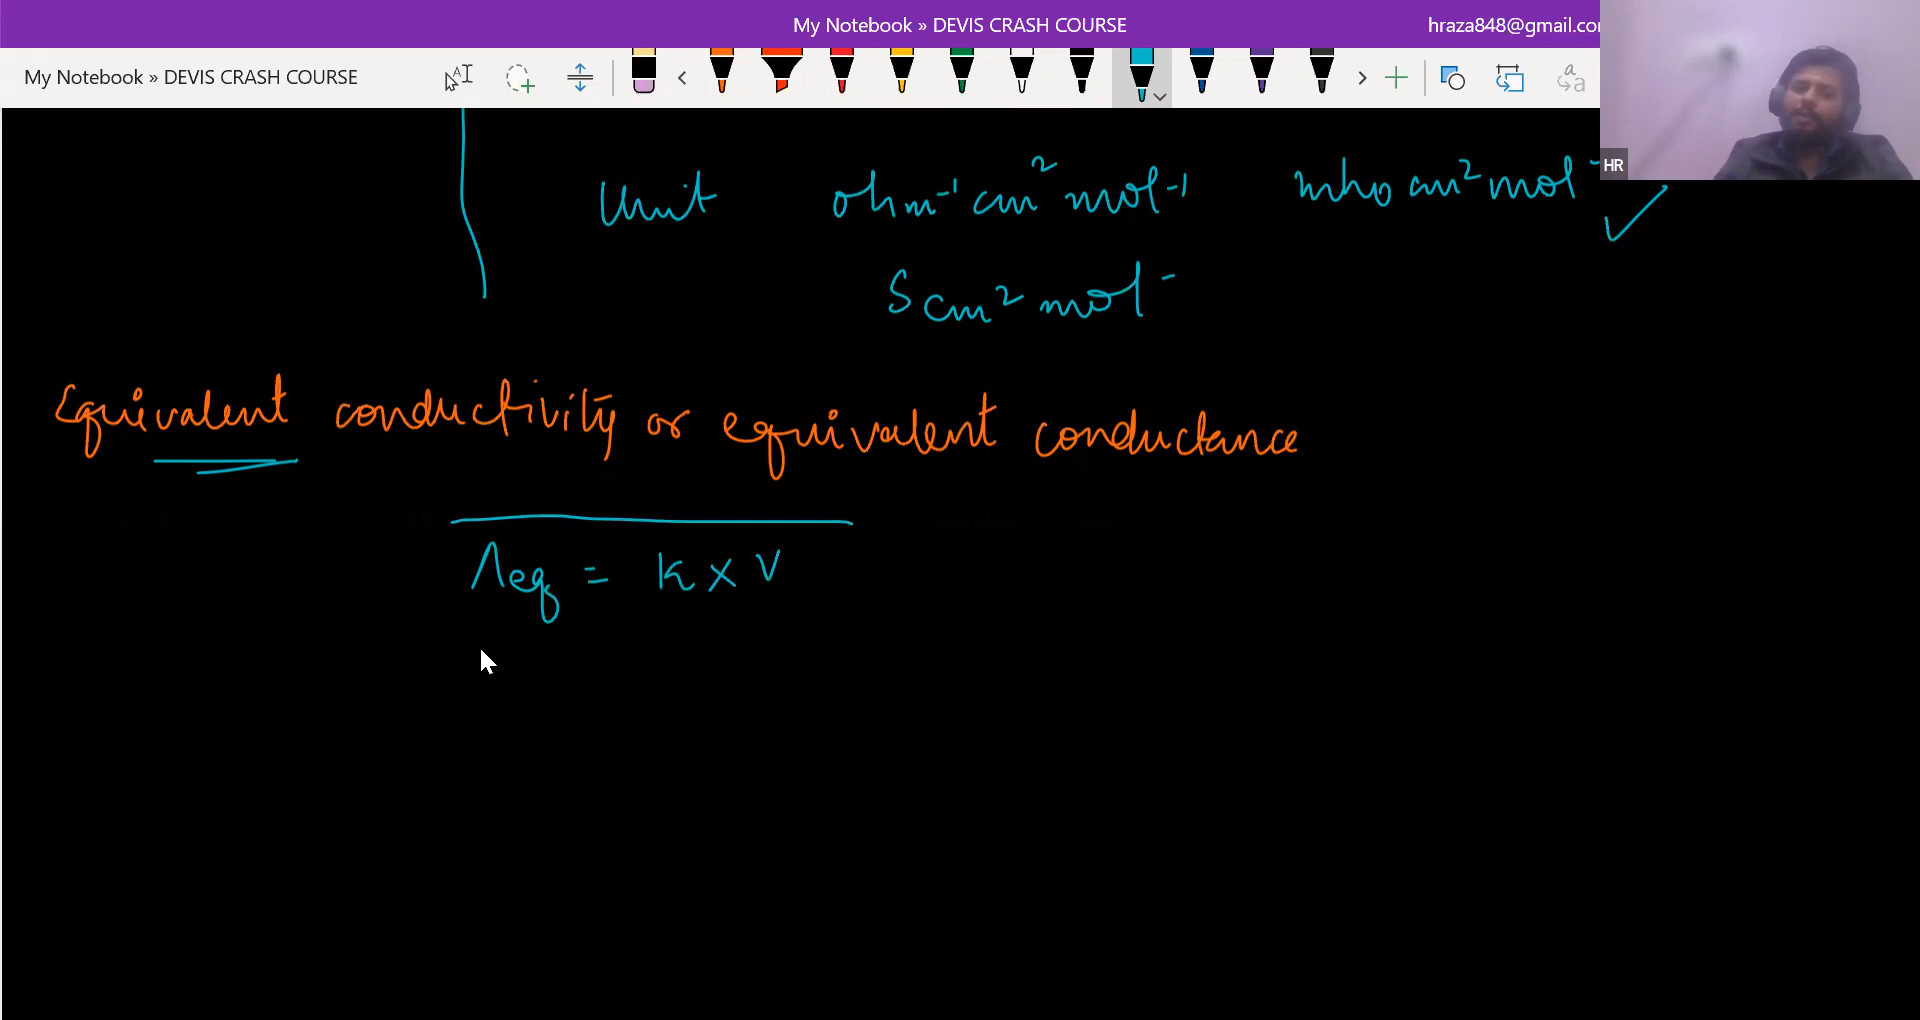 My Notebook » DEVIS CRASH COURSE
hraza848@gmail.co
My Notebook » DEVIS CRASH COURSE
HR
Unit ohm⁻¹ cm² mol⁻¹ mho cm² mol⁻
S cm² mol⁻
Equivalent conductivity or equivalent conductance
Λeq = K × V